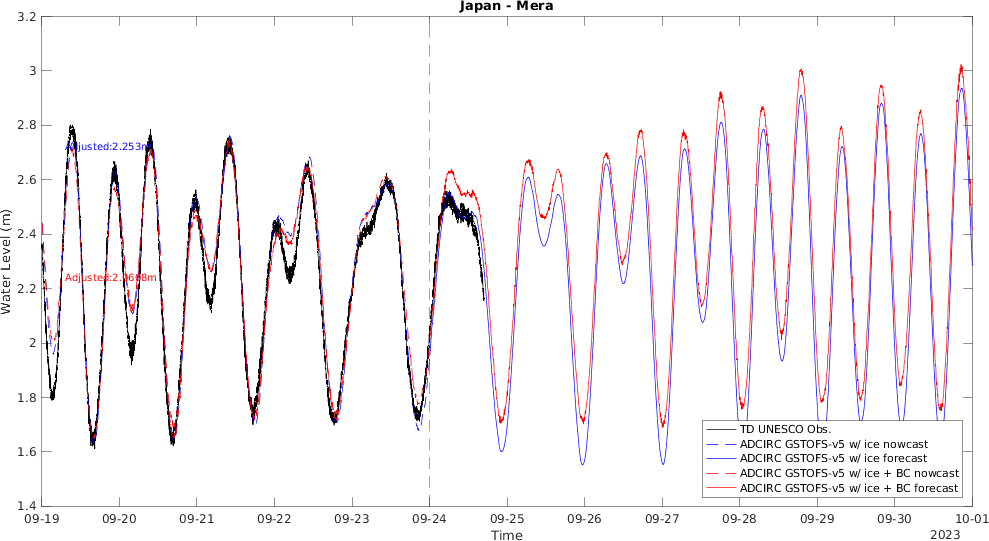 Japan - Mera
3.2
3
2.8
2.6
2.4
2.2
2
1.8
1.6
1.4
Water Level (m)
Adjusted:2.253m
TD UNESCO Obs.
ADCIRC GSTOFS-v5 w/ ice nowcast
ADCIRC GSTOFS-v5 w/ ice forecast
ADCIRC GSTOFS-v5 w/ ice + BC nowcast
ADCIRC GSTOFS-v5 w/ ice + BC forecast
09-19 09-20 09-21 09-22 09-23 09-24 09-25 09-26 09-27 09-28 09-29 09-30 10-01
Time
2023